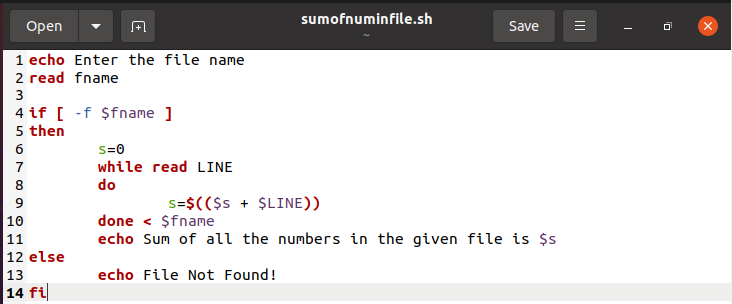 Open sumofnuminfile.sh Save
~
1 echo Enter the file name
2 read fname
3
4 if [ -f $fname ]
5 then
6 s=0
7 while read LINE
8 do
9 s=$(($s + $LINE))
10 done < $fname
11 echo Sum of all the numbers in the given file is $s
12 else
13 echo File Not Found!
14 fi